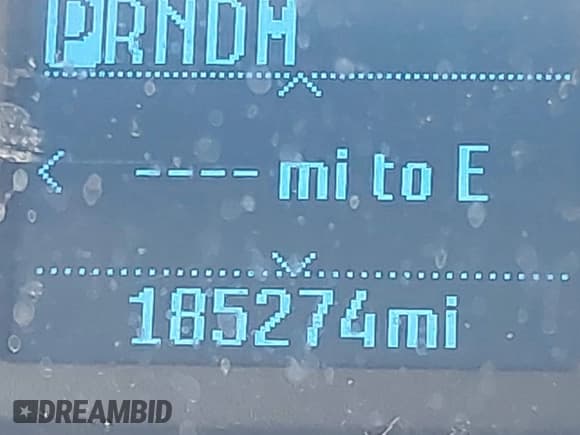 PRNDM
---- mi to E
185274mi
DREAMBID